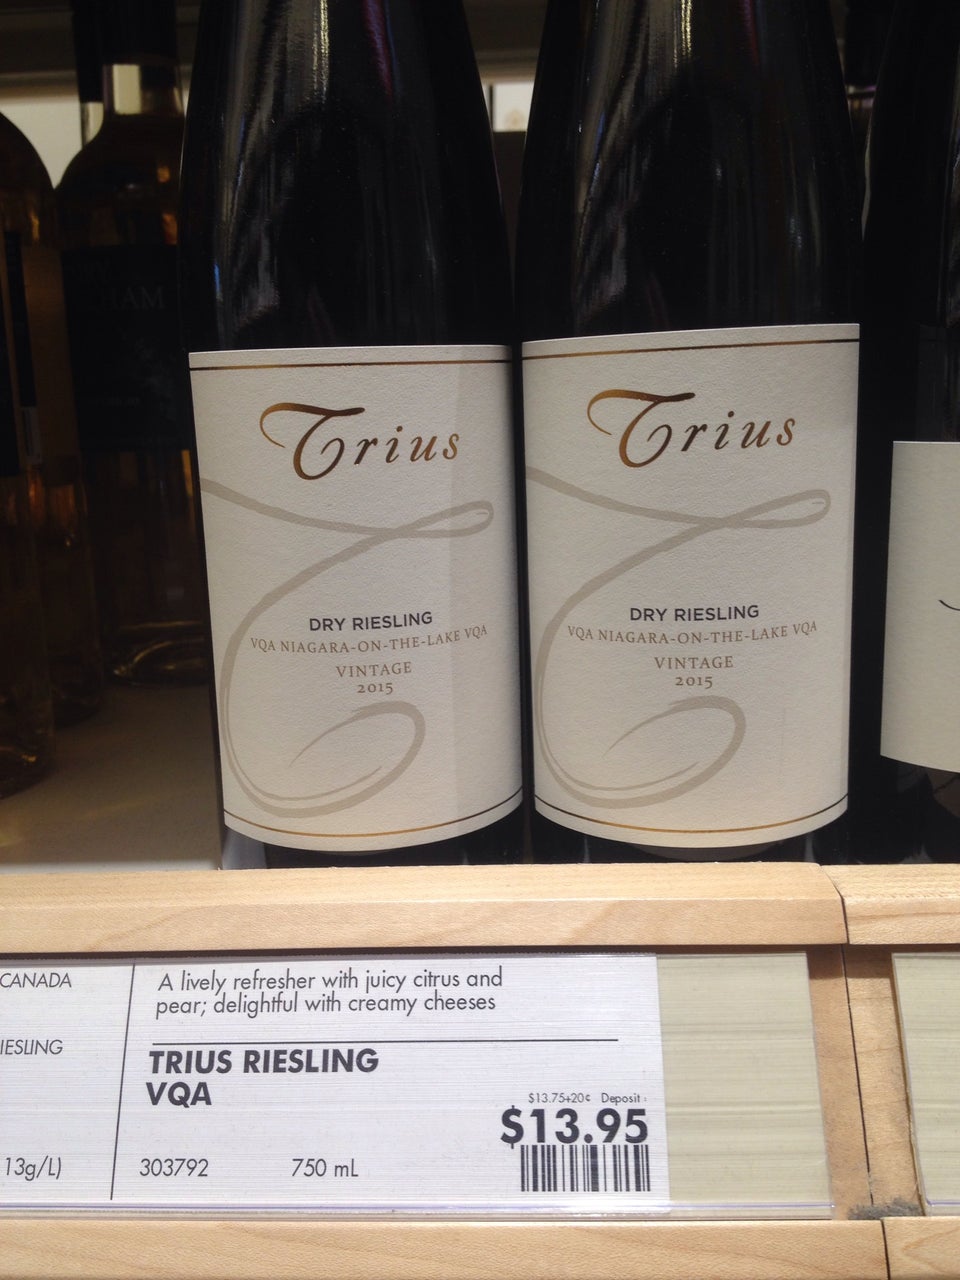 HAM
Trius
DRY RIESLING
VQA NIAGARA-ON-THE-LAKE VQA
VINTAGE
2015
Trius
DRY RIESLING
VQA NIAGARA-ON-THE-LAKE VQA
VINTAGE
2015
CANADA
IESLING
13g/L)
A lively refresher with juicy citrus and
pear; delightful with creamy cheeses
TRIUS RIESLING
VQA
$13.75+20¢ Deposit:
$13.95
303792 750 mL